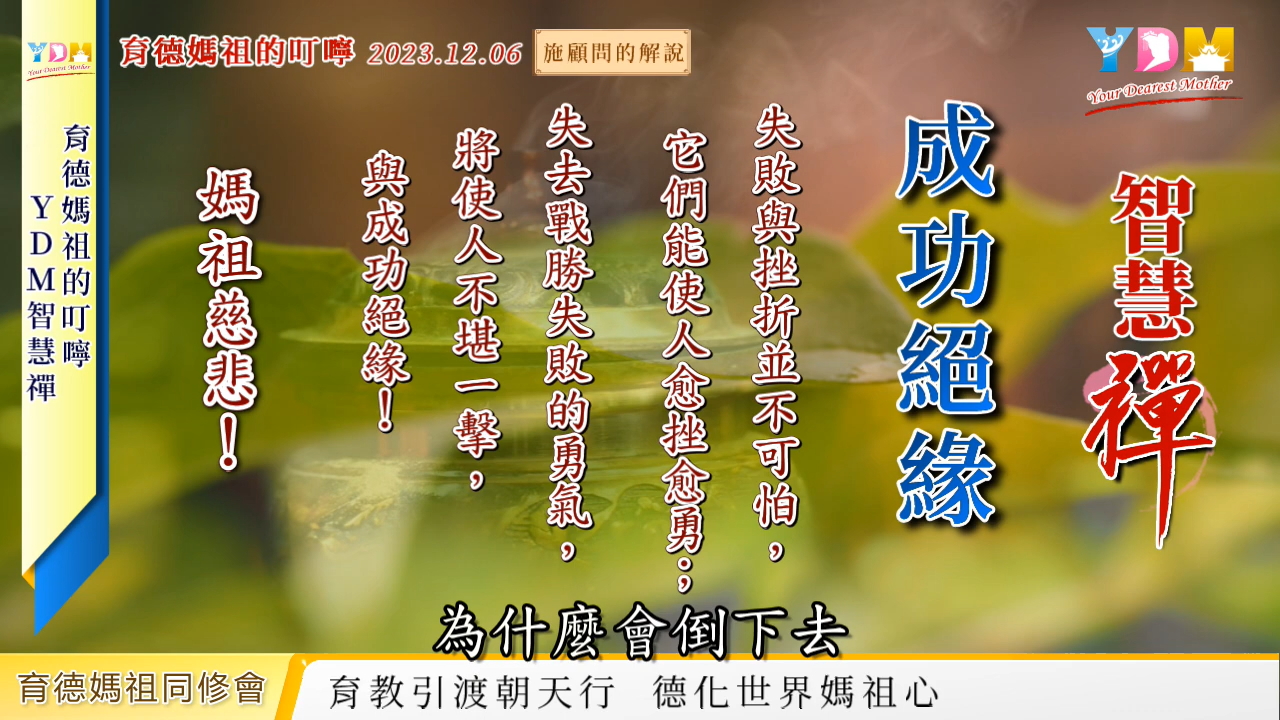 育德媽祖的叮嚀 2023.12.06 施顧問的解說
YDM
Your Dearest Mother
YDM
Your Dearest Mother
智慧禪
成功絕緣
失敗與挫折並不可怕，
它們能使人愈挫愈勇；
失去戰勝失敗的勇氣，
將使人不堪一擊，
與成功絕緣！
媽祖慈悲！
育德媽祖的叮嚀
YDM智慧禪
為什麼會倒下去
育德媽祖同修會
育教引渡朝天行 德化世界媽祖心